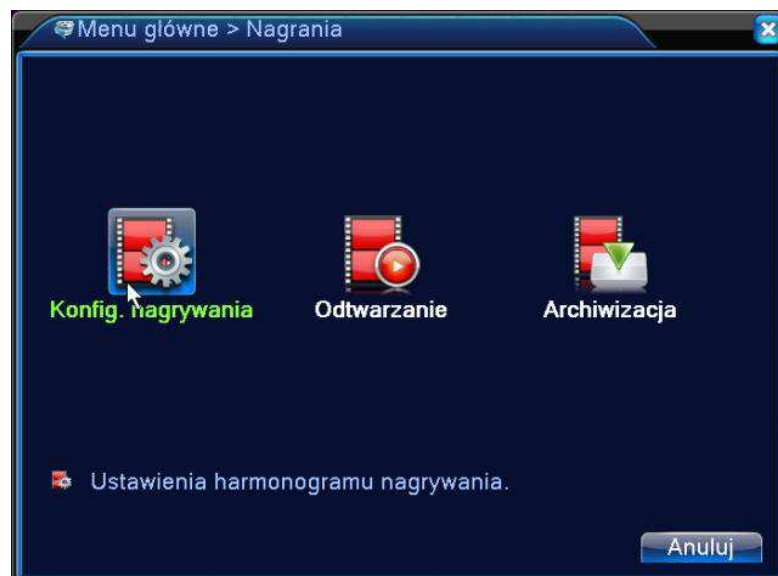 Menu główne > Nagrania
Konfig. nagrywania
Odtwarzanie
Archiwizacja
Ustawienia harmonogramu nagrywania.
Anuluj